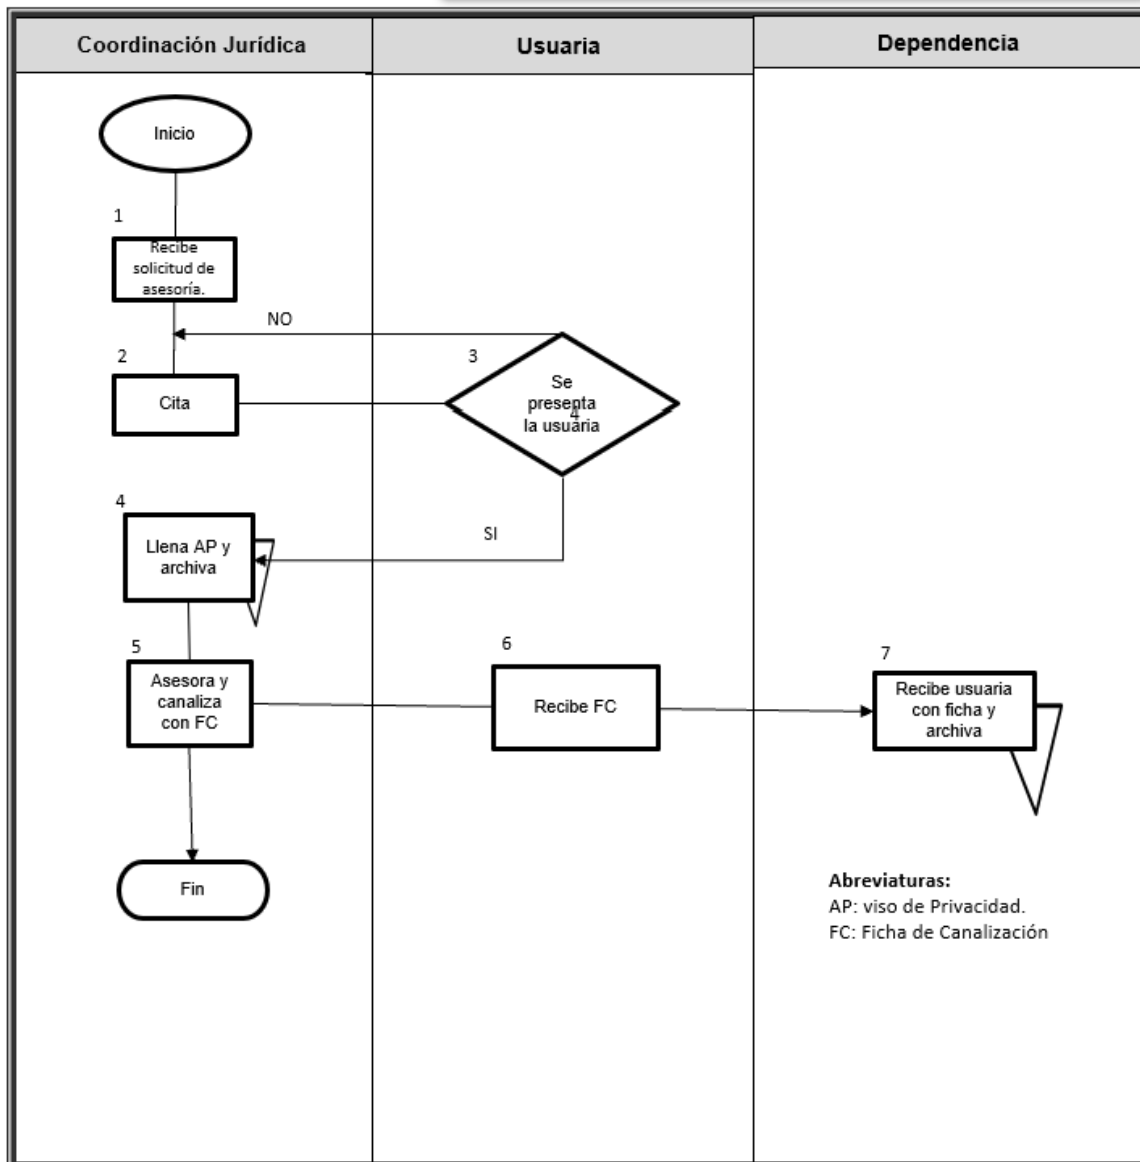 Coordinación Jurídica
Usuaria
Dependencia
Inicio
1
Recibe
solicitud de
asesoría.
NO
2
Cita
3
Se
presenta
la usuaria
4
4
Llena AP y
archiva
SI
5
Asesora y
canaliza
con FC
6
Recibe FC
7
Recibe usuaria
con ficha y
archiva
Fin
Abreviaturas:
AP: viso de Privacidad.
FC: Ficha de Canalización